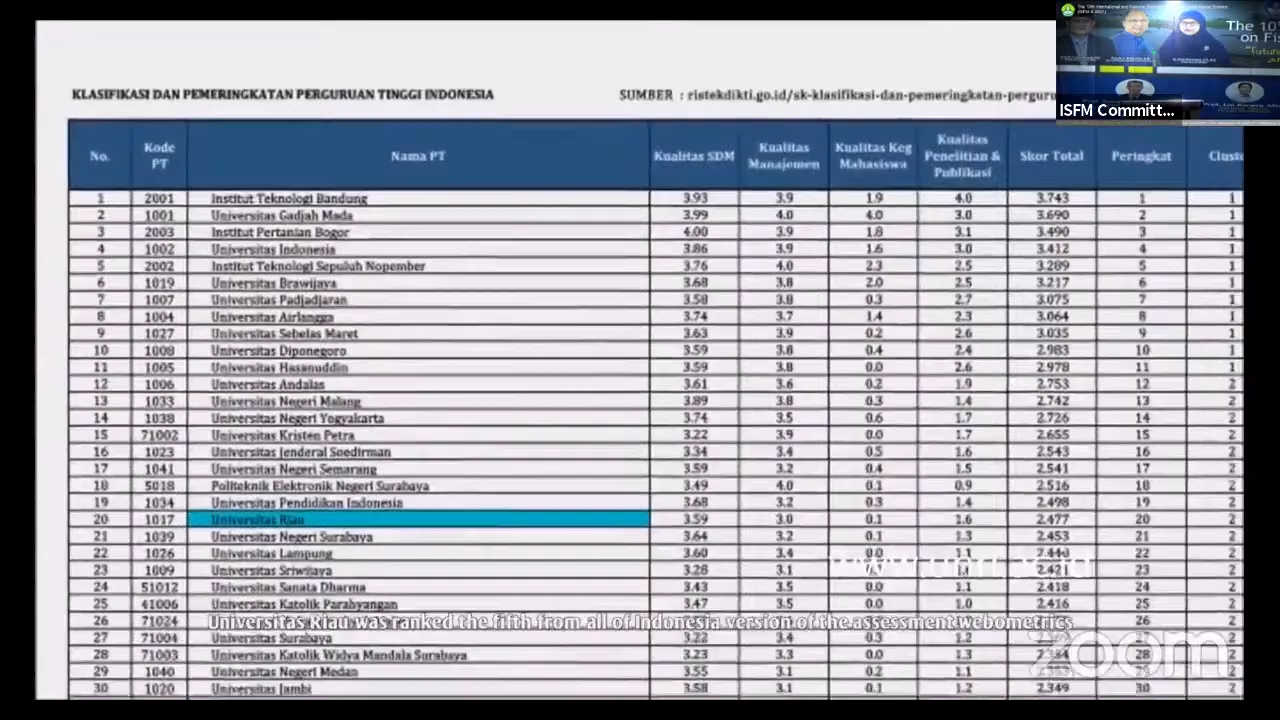 KLASIFIKASI DAN PEMERINGKATAN PERGURUAN TINGGI INDONESIA
SUMBER : ristekdikti.go.id/sk-klasifikasi-dan-pemeringkatan-pergur
ISFM Committ...
The 10
on Fis
No. Kode PT Nama PT Kualitas SDM Kualitas Manajemen Kualitas Keg Mahasiswa Kualitas Penelitian & Publikasi Skor Total Peringkat Cluste
1 2001 Institut Teknologi Bandung 3.93 3.9 1.9 4.0 3.743 1 1
2 1001 Universitas Gadjah Mada 3.99 4.0 4.0 3.0 3.690 2 1
3 2003 Institut Pertanian Bogor 4.00 3.9 1.8 3.1 3.490 3 1
4 1002 Universitas Indonesia 3.86 3.9 1.6 3.0 3.412 4 1
5 2002 Institut Teknologi Sepuluh Nopember 3.76 4.0 2.3 2.5 3.289 5 1
6 1019 Universitas Brawijaya 3.68 3.8 2.0 2.5 3.217 6 1
7 1007 Universitas Padjadjaran 3.58 3.8 0.3 2.7 3.075 7 1
8 1004 Universitas Airlangga 3.74 3.7 1.4 2.3 3.064 8 1
9 1027 Universitas Sebelas Maret 3.63 3.9 0.2 2.6 3.035 9 1
10 1008 Universitas Diponegoro 3.59 3.8 0.4 2.4 2.983 10 1
11 1005 Universitas Hasanuddin 3.59 3.8 0.0 2.6 2.978 11 1
12 1006 Universitas Andalas 3.61 3.6 0.2 1.9 2.753 12 2
13 1033 Universitas Negeri Malang 3.89 3.8 0.3 1.4 2.742 13 2
14 1038 Universitas Negeri Yogyakarta 3.74 3.5 0.6 1.7 2.726 14 2
15 71002 Universitas Kristen Petra 3.22 3.9 0.0 1.7 2.655 15 2
16 1023 Universitas Jenderal Soedirman 3.34 3.4 0.5 1.6 2.543 16 2
17 1041 Universitas Negeri Semarang 3.59 3.2 0.4 1.5 2.541 17 2
18 5018 Politeknik Elektronik Negeri Surabaya 3.49 4.0 0.1 0.9 2.516 18 2
19 1034 Universitas Pendidikan Indonesia 3.68 3.2 0.3 1.4 2.498 19 2
20 1017 Universitas Riau 3.59 3.0 0.1 1.6 2.477 20 2
21 1039 Universitas Negeri Surabaya 3.64 3.2 0.1 1.3 2.453 21 2
22 1026 Universitas Lampung 3.60 3.4 0.0 1.1 2.440 22 2
23 1009 Universitas Sriwijaya 3.28 3.1 1.1 2.421 23 2
24 51012 Universitas Sanata Dharma 3.43 3.5 0.0 1.1 2.418 24 2
25 41006 Universitas Katolik Parahyangan 3.47 3.5 0.0 1.0 2.416 25 2
26 71024 26 2
Universitas Riau was ranked the fifth from all of Indonesia version of the assessment webometrics
27 71004 Universitas Surabaya 3.22 3.4 0.3 1.2 2
28 71003 Universitas Katolik Widya Mandala Surabaya 3.23 3.3 0.0 1.3 28 2
29 1040 Universitas Negeri Medan 3.55 3.1 0.2 1.1 2
30 1020 Universitas Jambi 3.58 3.1 0.1 1.2 2.349 30 2
zoom